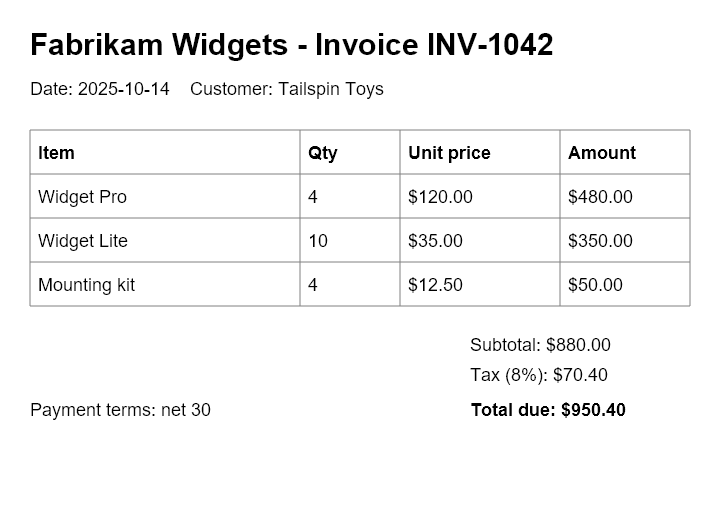 Fabrikam Widgets - Invoice INV-1042
Date: 2025-10-14 Customer: Tailspin Toys
Item Qty Unit price Amount
Widget Pro 4 $120.00 $480.00
Widget Lite 10 $35.00 $350.00
Mounting kit 4 $12.50 $50.00
Subtotal: $880.00
Tax (8%): $70.40
Payment terms: net 30 Total due: $950.40